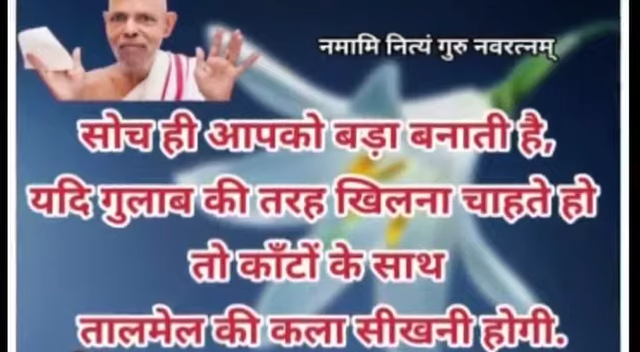 नमामि नित्यं गुरु नवरत्नम्
सोच ही आपको बड़ा बनाती है,
यदि गुलाब की तरह खिलना चाहते हो
तो काँटों के साथ
तालमेल की कला सीखनी होगी.